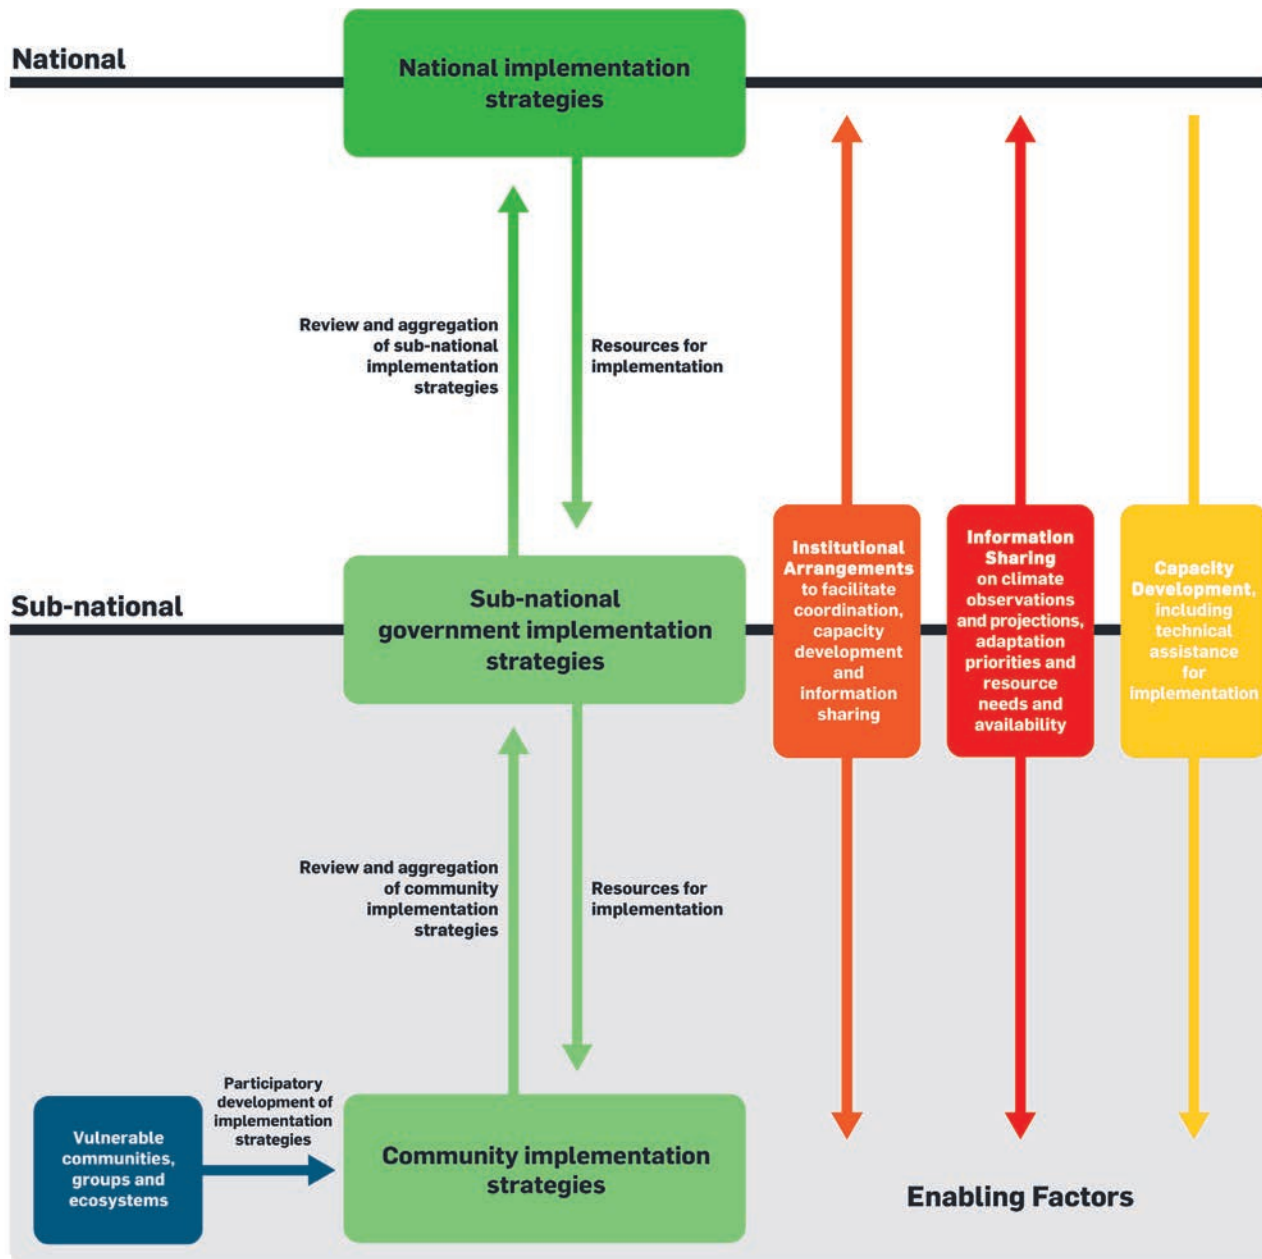 National
National implementation
strategies
Review and aggregation
of sub-national
implementation
strategies
Resources for
implementation
Sub-national
Sub-national
government implementation
strategies
Institutional
Arrangements
to facilitate
coordination,
capacity
development
and
information
sharing
Information
Sharing
on climate
observations
and projections,
adaptation
priorities and
resource
needs and
availability
Capacity
Development,
including
technical
assistance
for
implementation
Review and aggregation
of community
implementation
strategies
Resources for
implementation
Vulnerable
communities,
groups and
ecosystems
Participatory
development of
implementation
strategies
Community implementation
strategies
Enabling Factors